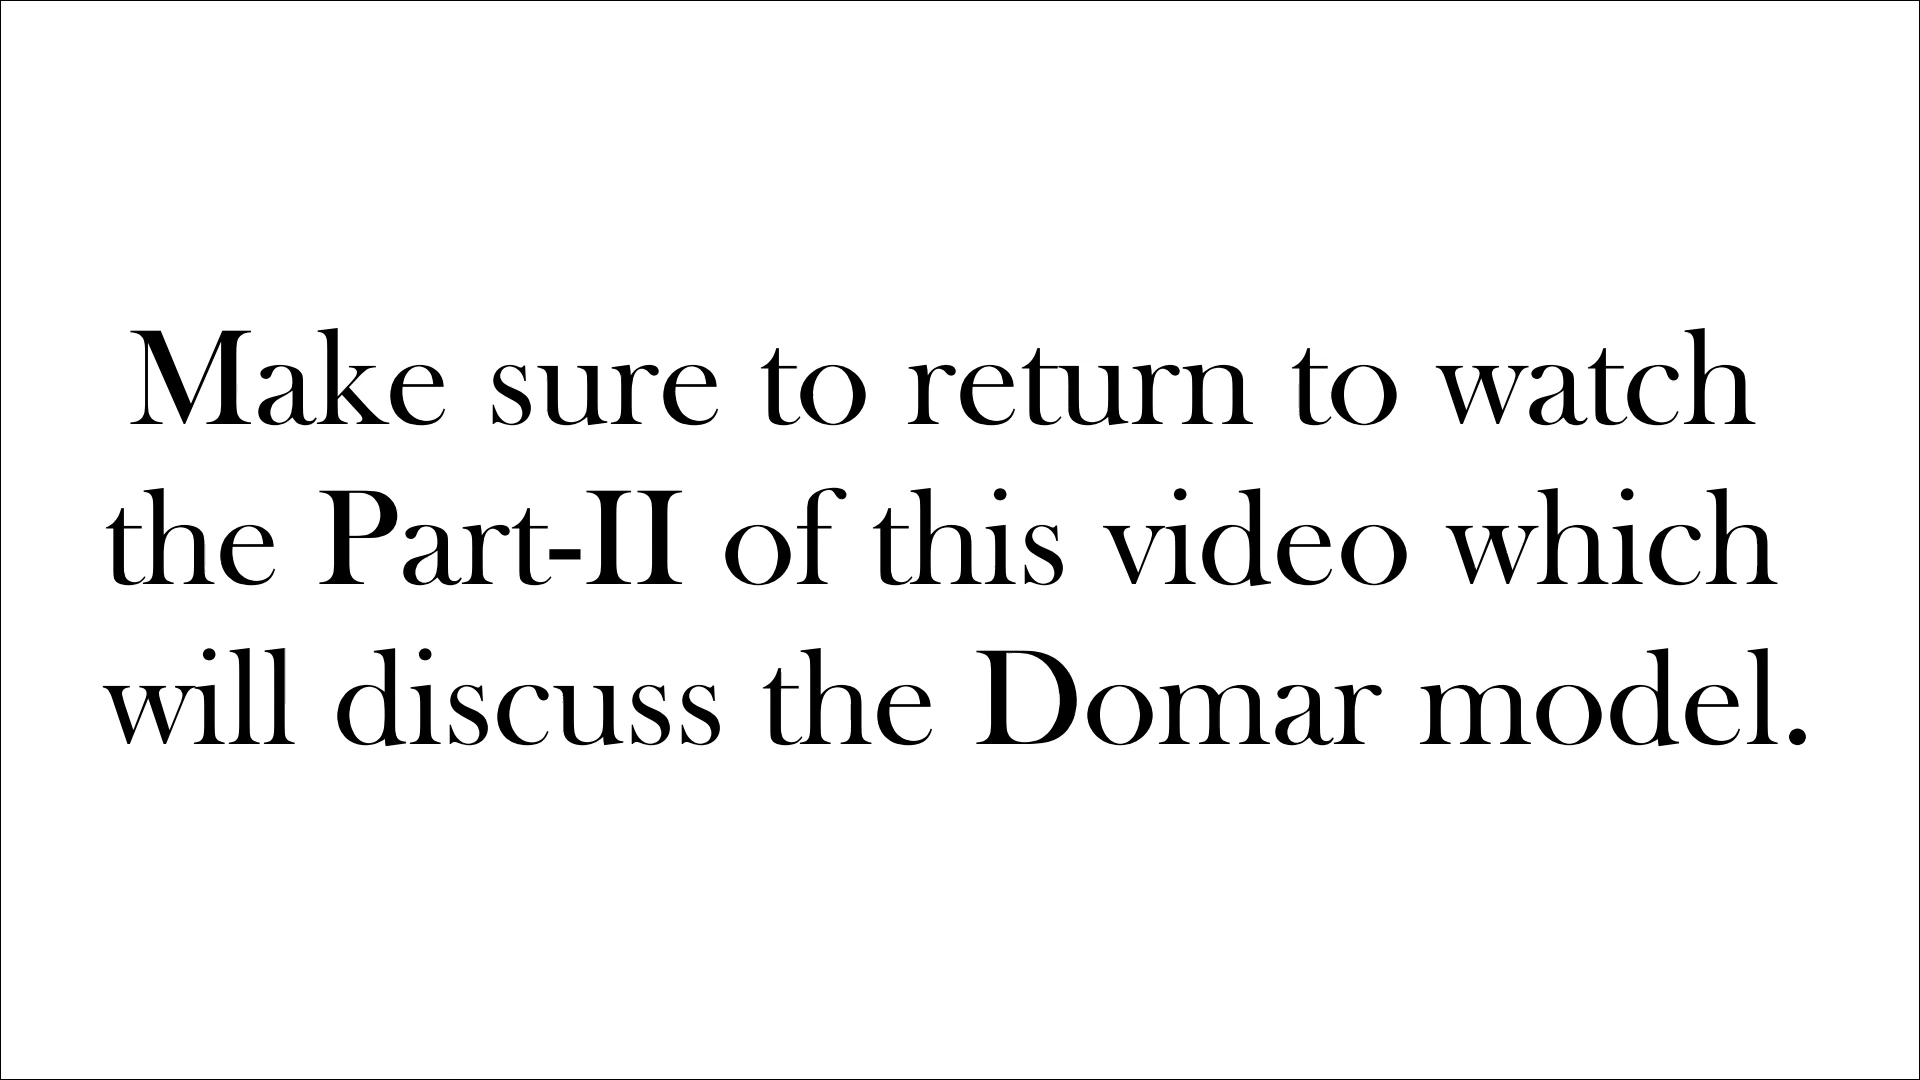 Make sure to return to watch
the Part-II of this video which
will discuss the Domar model.